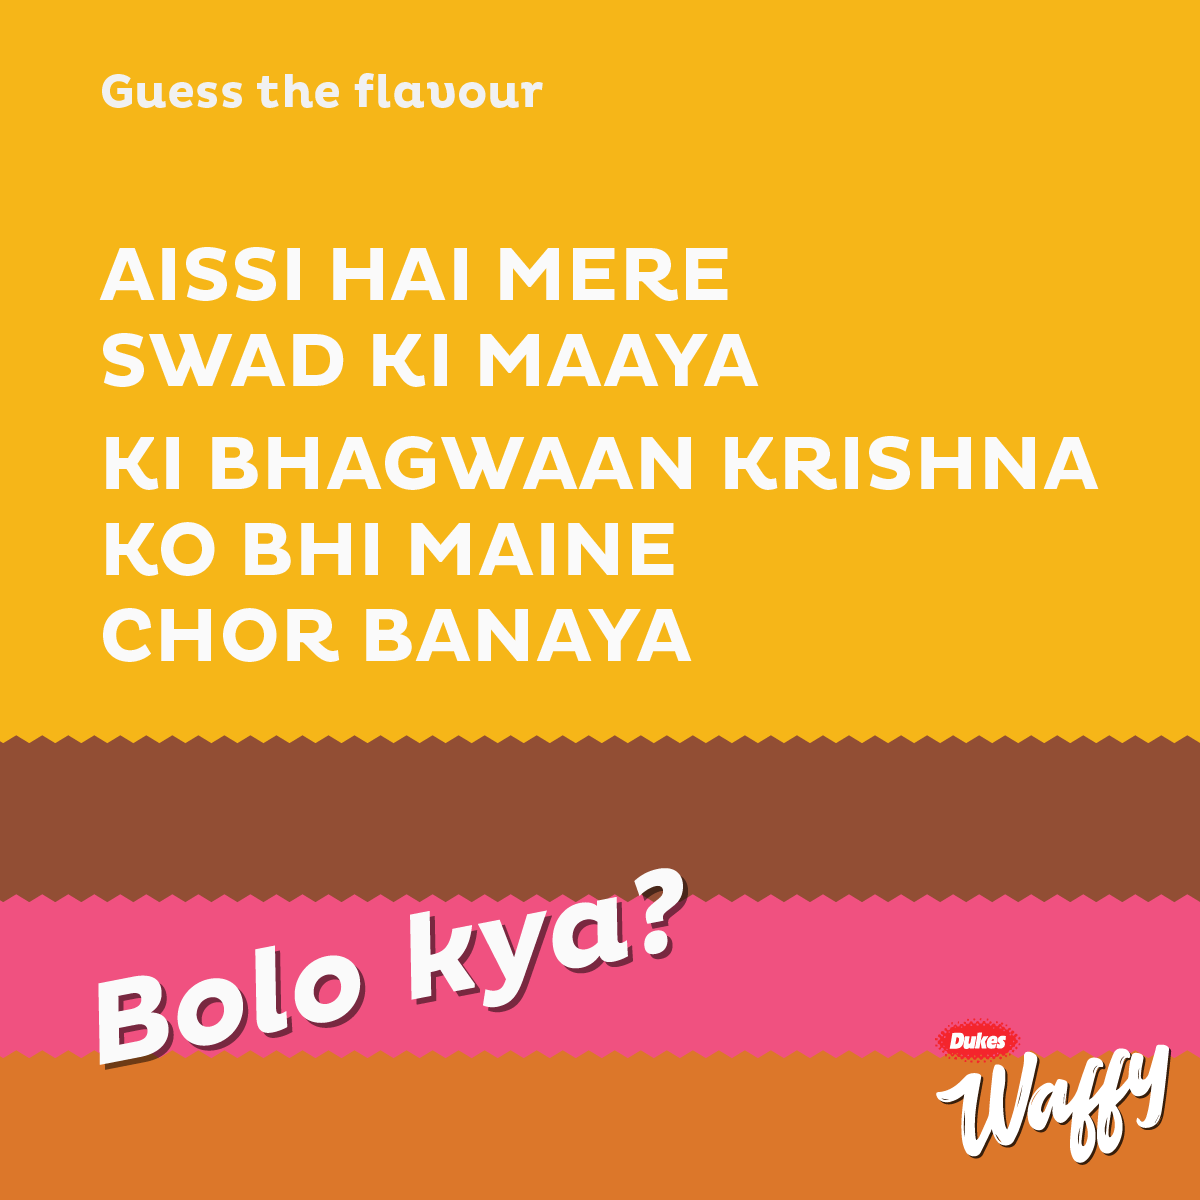 Guess the flavour
AISSI HAI MERE
SWAD KI MAAYA
KI BHAGWAAN KRISHNA
KO BHI MAINE
CHOR BANAYA
Bolo kya?
Dukes
Waffy